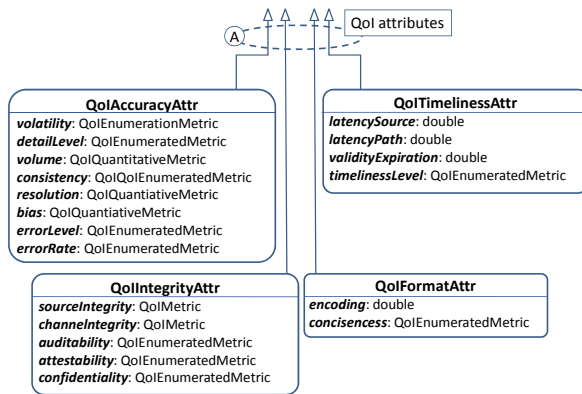 QoI attributes
A
QoIAccuracyAttr
volatility: QoIEnumerationMetric
detailLevel: QoIEnumeratedMetric
volume: QoIQuantitativeMetric
consistency: QoIQoIEnumeratedMetric
resolution: QoIQuantiativeMetric
bias: QoIQuantiativeMetric
errorLevel: QoIEnumeratedMetric
errorRate: QoIEnumeratedMetric
QoITimelinessAttr
latencySource: double
latencyPath: double
validityExpiration: double
timelinessLevel: QoIEnumeratedMetric
QoIIntegrityAttr
sourceIntegrity: QoIMetric
channeIntegrity: QoIMetric
auditability: QoIEnumeratedMetric
attestability: QoIEnumeratedMetric
confidentiality: QoIEnumeratedMetric
QoIFormatAttr
encoding: double
concisencess: QoIEnumeratedMetric